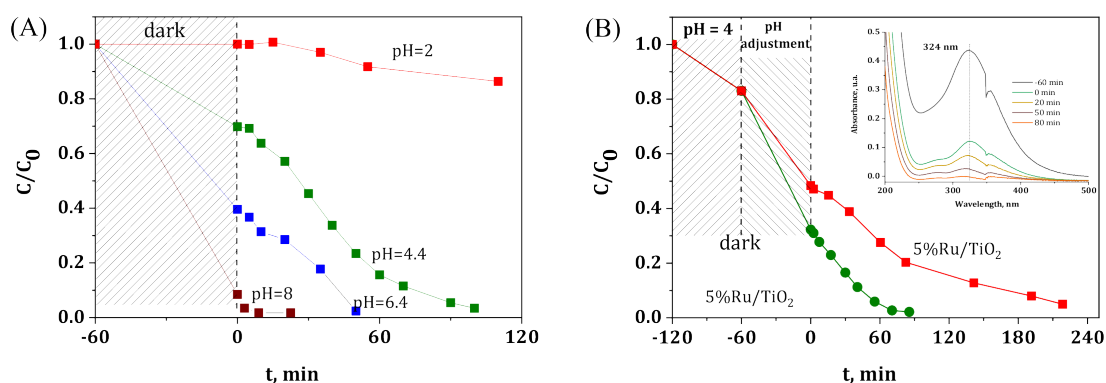 (A)
dark
pH=2
pH=4.4
pH=6.4
pH=8
C/C0
1.0
0.8
0.6
0.4
0.2
0.0
-60
0
60
120
t, min
(B)
pH = 4
pH
adjustment
dark
5%Ru/TiO2
5%Ru/TiO2
C/C0
1.0
0.8
0.6
0.4
0.2
0.0
-120
-60
0
60
120
180
240
t, min
324 nm
-60 min
0 min
20 min
50 min
80 min
Absorbance, u.a.
0.5
0.4
0.3
0.2
0.1
0.0
200
300
400
500
Wavelength, nm